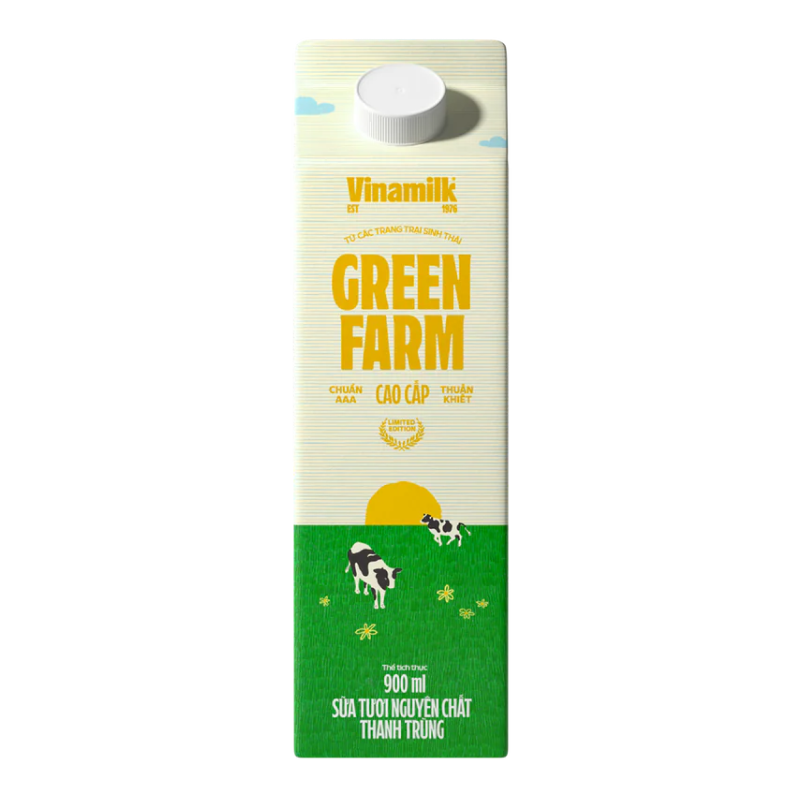 Vinamilk
EST 1976
TỪ CÁC TRANG TRẠI SINH THÁI
GREEN
FARM
CHUẨN
AAA
CAO CẤP
THUẦN
KHIẾT
LIMITED
EDITION
Thể tích thực
900 ml
SỮA TƯƠI NGUYÊN CHẤT
THANH TRÙNG